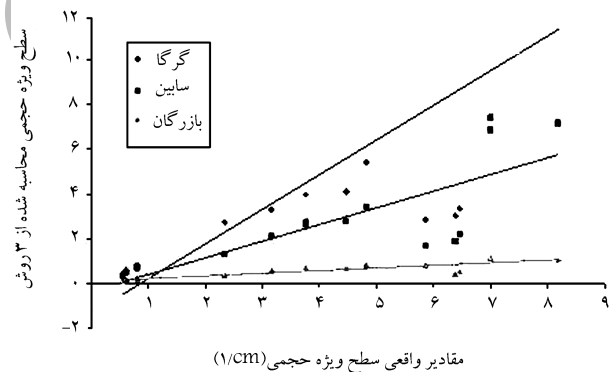 سطح ویژه حجمی محاسبه شده از ۳ روش
۱۲
۱۰
۸
۶
۴
۲
۰
-۲
گرگا
سابین
بازرگان
۱ ۲ ۳ ۴ ۵ ۶ ۷ ۸ ۹
مقادیر واقعی سطح ویژه حجمی(۱/cm)